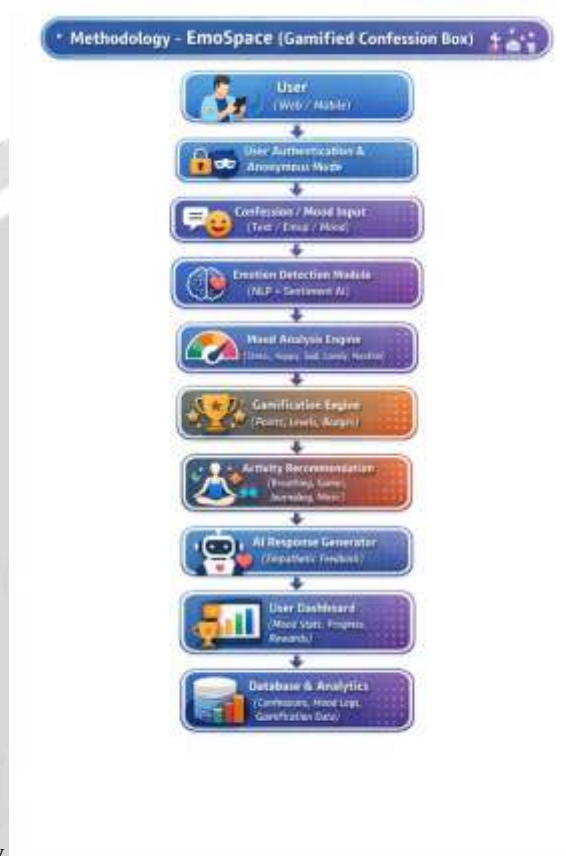 • Methodology - EmoSpace (Gamified Confession Box)
User
(Web / Mobile)
User Authentication &
Anonymous Mode
Confession / Mood Input
(Text / Emoji / Mood)
Emotion Detection Module
(NLP + Sentiment AI)
Mood Analysis Engine
(Stress, Happy, Sad, Lonely, Neutral)
Gamification Engine
(Points, Levels, Badges)
Activity Recommendation
(Breathing, Game,
Journaling, Music)
AI Response Generator
(Empathetic Feedback)
User Dashboard
(Mood Stats, Progress,
Rewards)
Database & Analytics
(Confessions, Mood Logs,
Gamification Data)